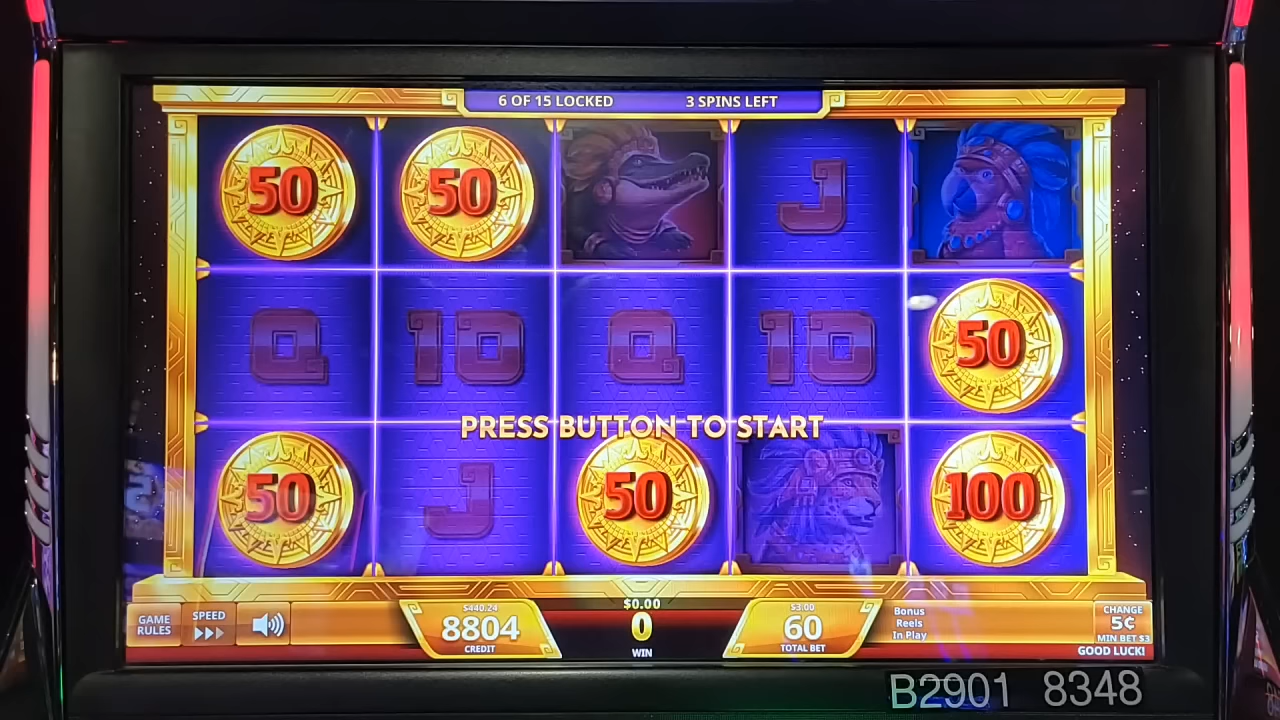 6 OF 15 LOCKED 3 SPINS LEFT
50 50 J
Q 10 Q 10 50
PRESS BUTTON TO START
50 J 50 100
GAME
RULES
SPEED
$440.24
8804
CREDIT
$0.00
0
WIN
$3.00
60
TOTAL BET
Bonus
Reels
In Play
CHANGE
5¢
MIN BET $3
GOOD LUCK!
B2901 8348